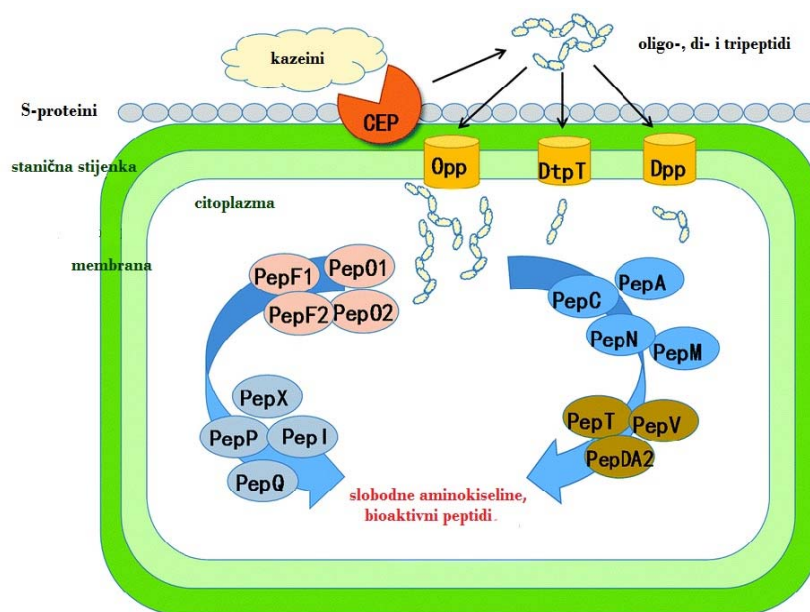 kazeini
oligo-, di- i tripeptidi
S-proteini
CEP
stanična stijenka
Opp
DtpT
Dpp
citoplazma
membrana
PepF1
PepO1
PepF2
PepO2
PepC
PepA
PepN
PepM
PepX
PepP
PepI
PepQ
PepT
PepV
PepDA2
slobodne aminokiseline,
bioaktivni peptidi.